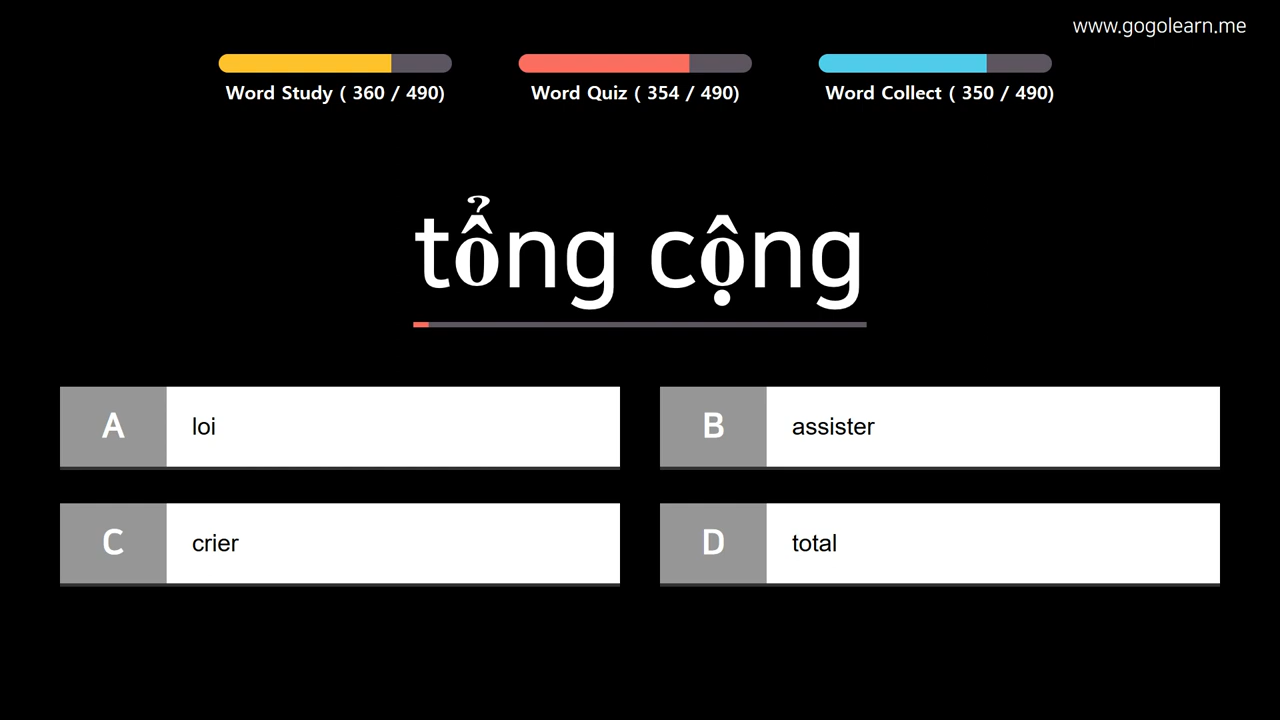 www.gogolearn.me
Word Study ( 360 / 490)
Word Quiz ( 354 / 490)
Word Collect ( 350 / 490)
tổng cộng
A loi
B assister
C crier
D total